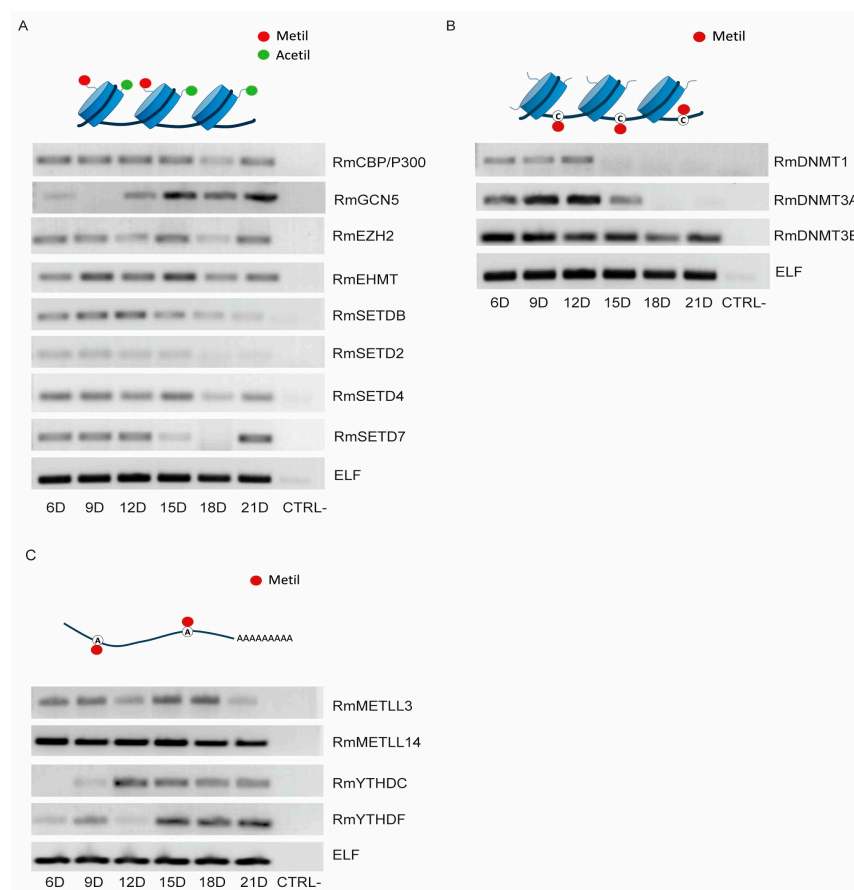 A
Metil
Acetil
RmCBP/P300
RmGCN5
RmEZH2
RmEHMT
RmSETDB
RmSETD2
RmSETD4
RmSETD7
ELF
6D 9D 12D 15D 18D 21D CTRL-
B
Metil
C C C
RmDNMT1
RmDNMT3A
RmDNMT3B
ELF
6D 9D 12D 15D 18D 21D CTRL-
C
Metil
A A AAAAAAAAA
RmMETLL3
RmMETLL14
RmYTHDC
RmYTHDF
ELF
6D 9D 12D 15D 18D 21D CTRL-